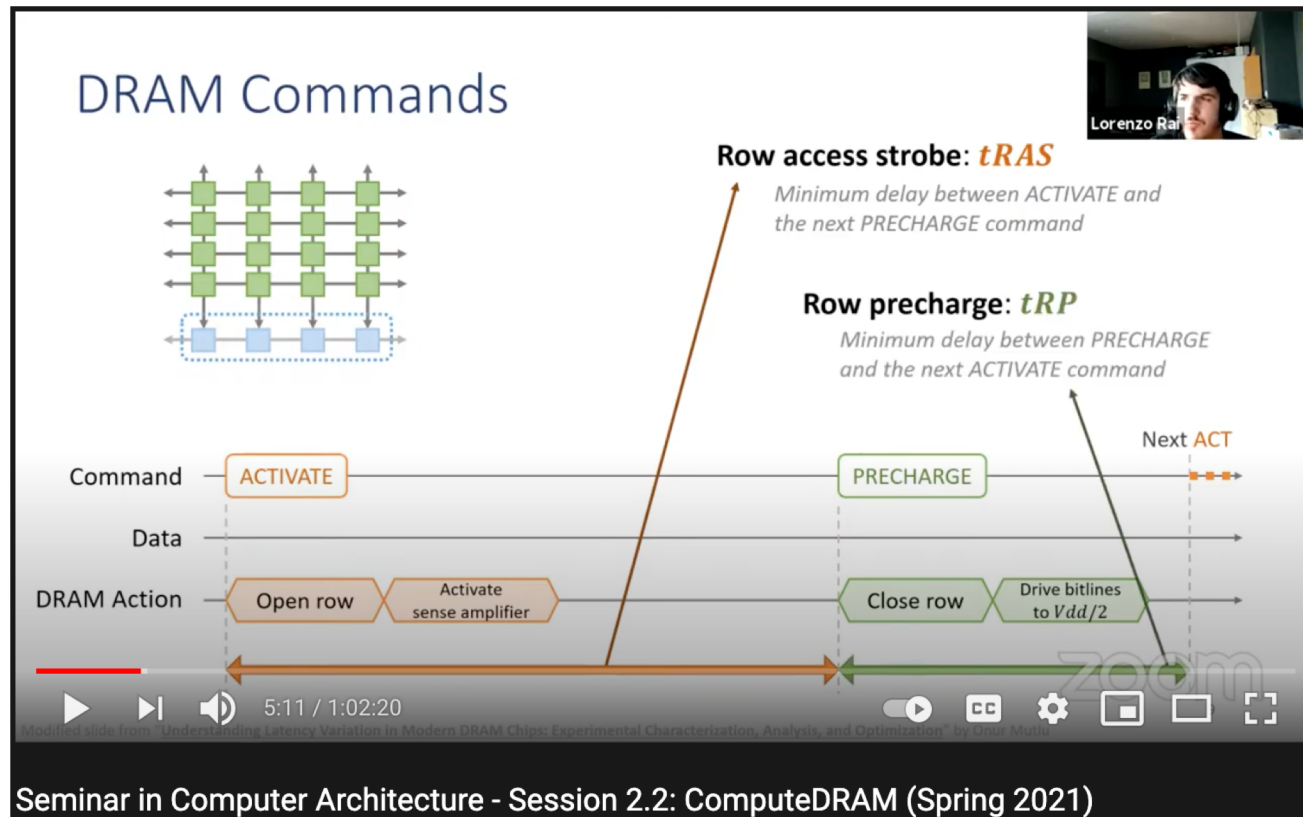 DRAM Commands
Lorenzo Rai
Row access strobe: tRAS
Minimum delay between ACTIVATE and
the next PRECHARGE command
Row precharge: tRP
Minimum delay between PRECHARGE
and the next ACTIVATE command
Next ACT
Command
ACTIVATE
PRECHARGE
Data
DRAM Action
Open row
Activate
sense amplifier
Close row
Drive bitlines
to Vdd/2
zoom
5:11 / 1:02:20
CC
Modified slide from "Understanding Latency Variation in Modern DRAM Chips: Experimental Characterization, Analysis, and Optimization" by Onur Mutlu
Seminar in Computer Architecture - Session 2.2: ComputeDRAM (Spring 2021)